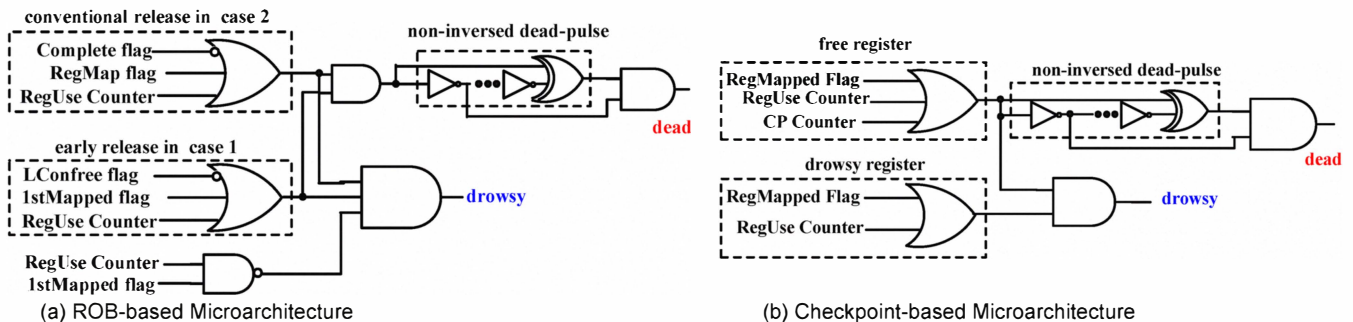 conventional release in case 2
Complete flag
RegMap flag
RegUse Counter
non-inversed dead-pulse
dead
early release in case 1
LConfree flag
1stMapped flag
RegUse Counter
drowsy
RegUse Counter
1stMapped flag
(a) ROB-based Microarchitecture
free register
RegMapped Flag
RegUse Counter
CP Counter
non-inversed dead-pulse
dead
drowsy register
RegMapped Flag
RegUse Counter
drowsy
(b) Checkpoint-based Microarchitecture